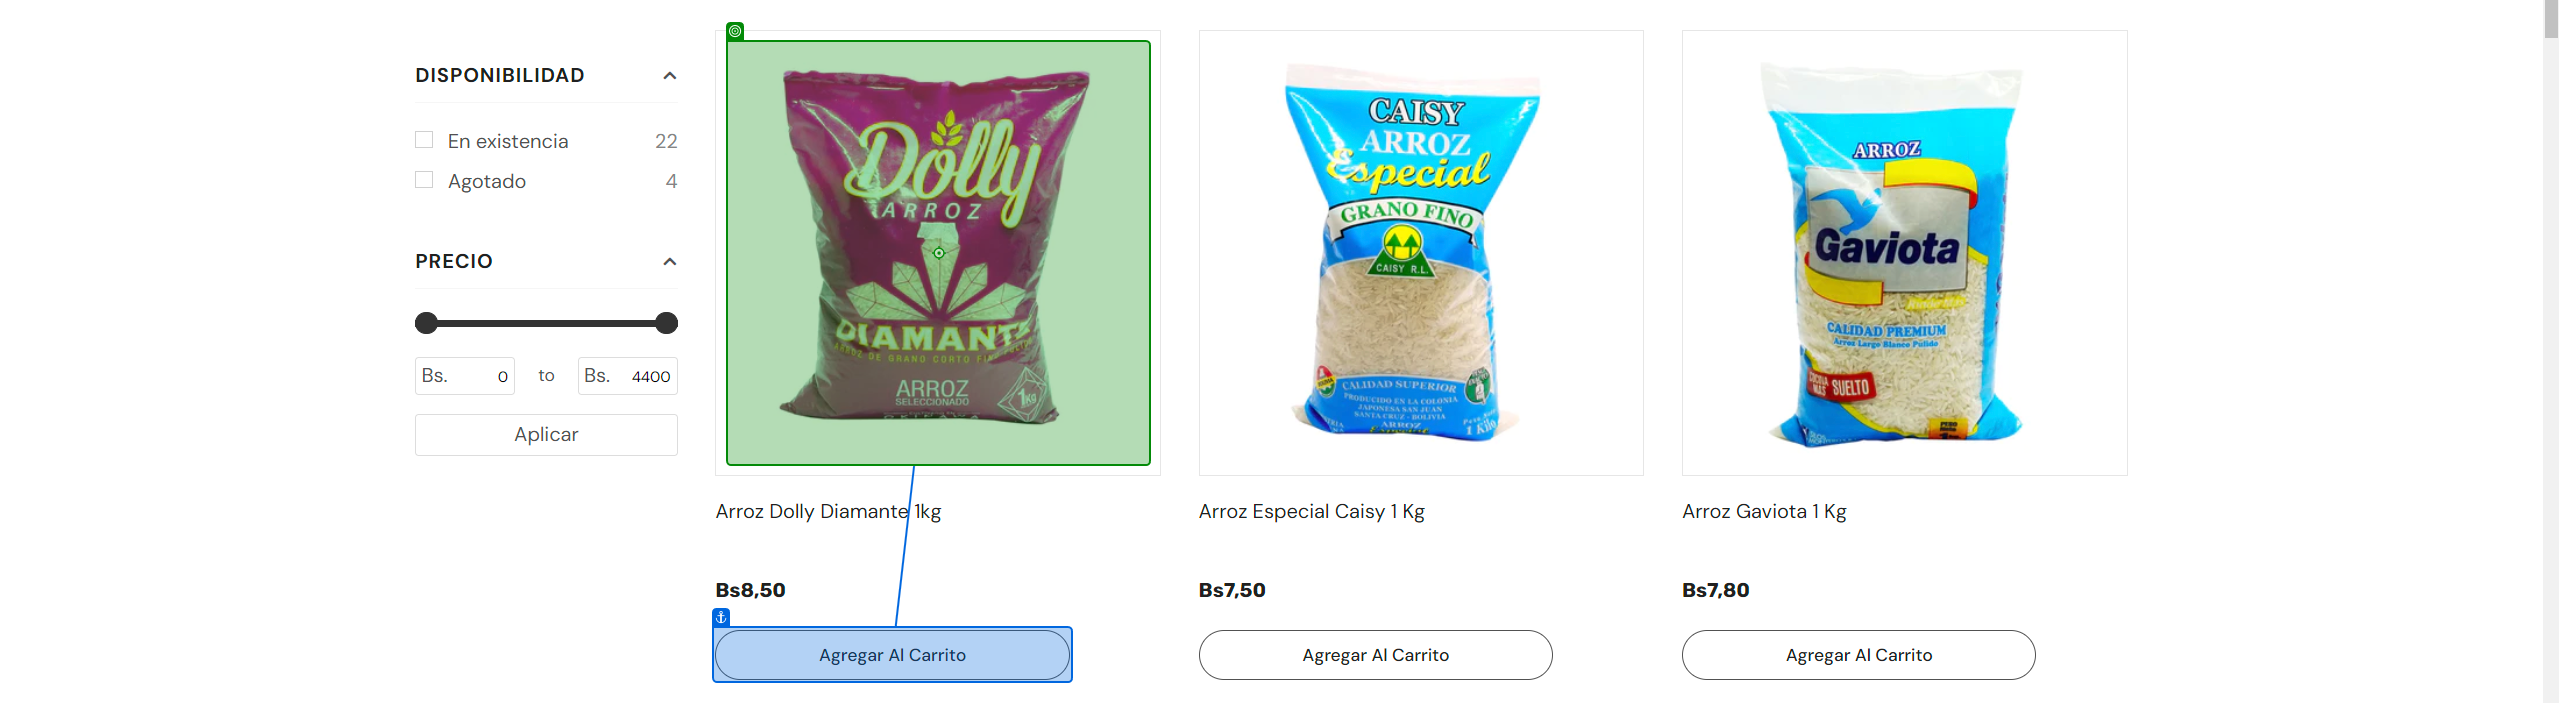 DISPONIBILIDAD
En existencia 22
Agotado 4
PRECIO
Bs. 0 to Bs. 4400
Aplicar
Dolly
ARROZ
DIAMANTE
ARROZ DE GRANO CORTO
ARROZ
SELECCIONADO
1Kg
Arroz Dolly Diamante 1kg
Bs8,50
Agregar Al Carrito
CAISY
ARROZ
Especial
GRANO FINO
CAISY R.L.
CALIDAD SUPERIOR
PRODUCIDO EN LA COLONIA
JAPONESA SAN JUAN
SANTA CRUZ - BOLIVIA
ARROZ
Especial
1 Kilo
Arroz Especial Caisy 1 Kg
Bs7,50
Agregar Al Carrito
ARROZ
Gaviota
CALIDAD PREMIUM
Arroz Largo Blanco Pulido
MAS SUELTO
PESO
Arroz Gaviota 1 Kg
Bs7,80
Agregar Al Carrito